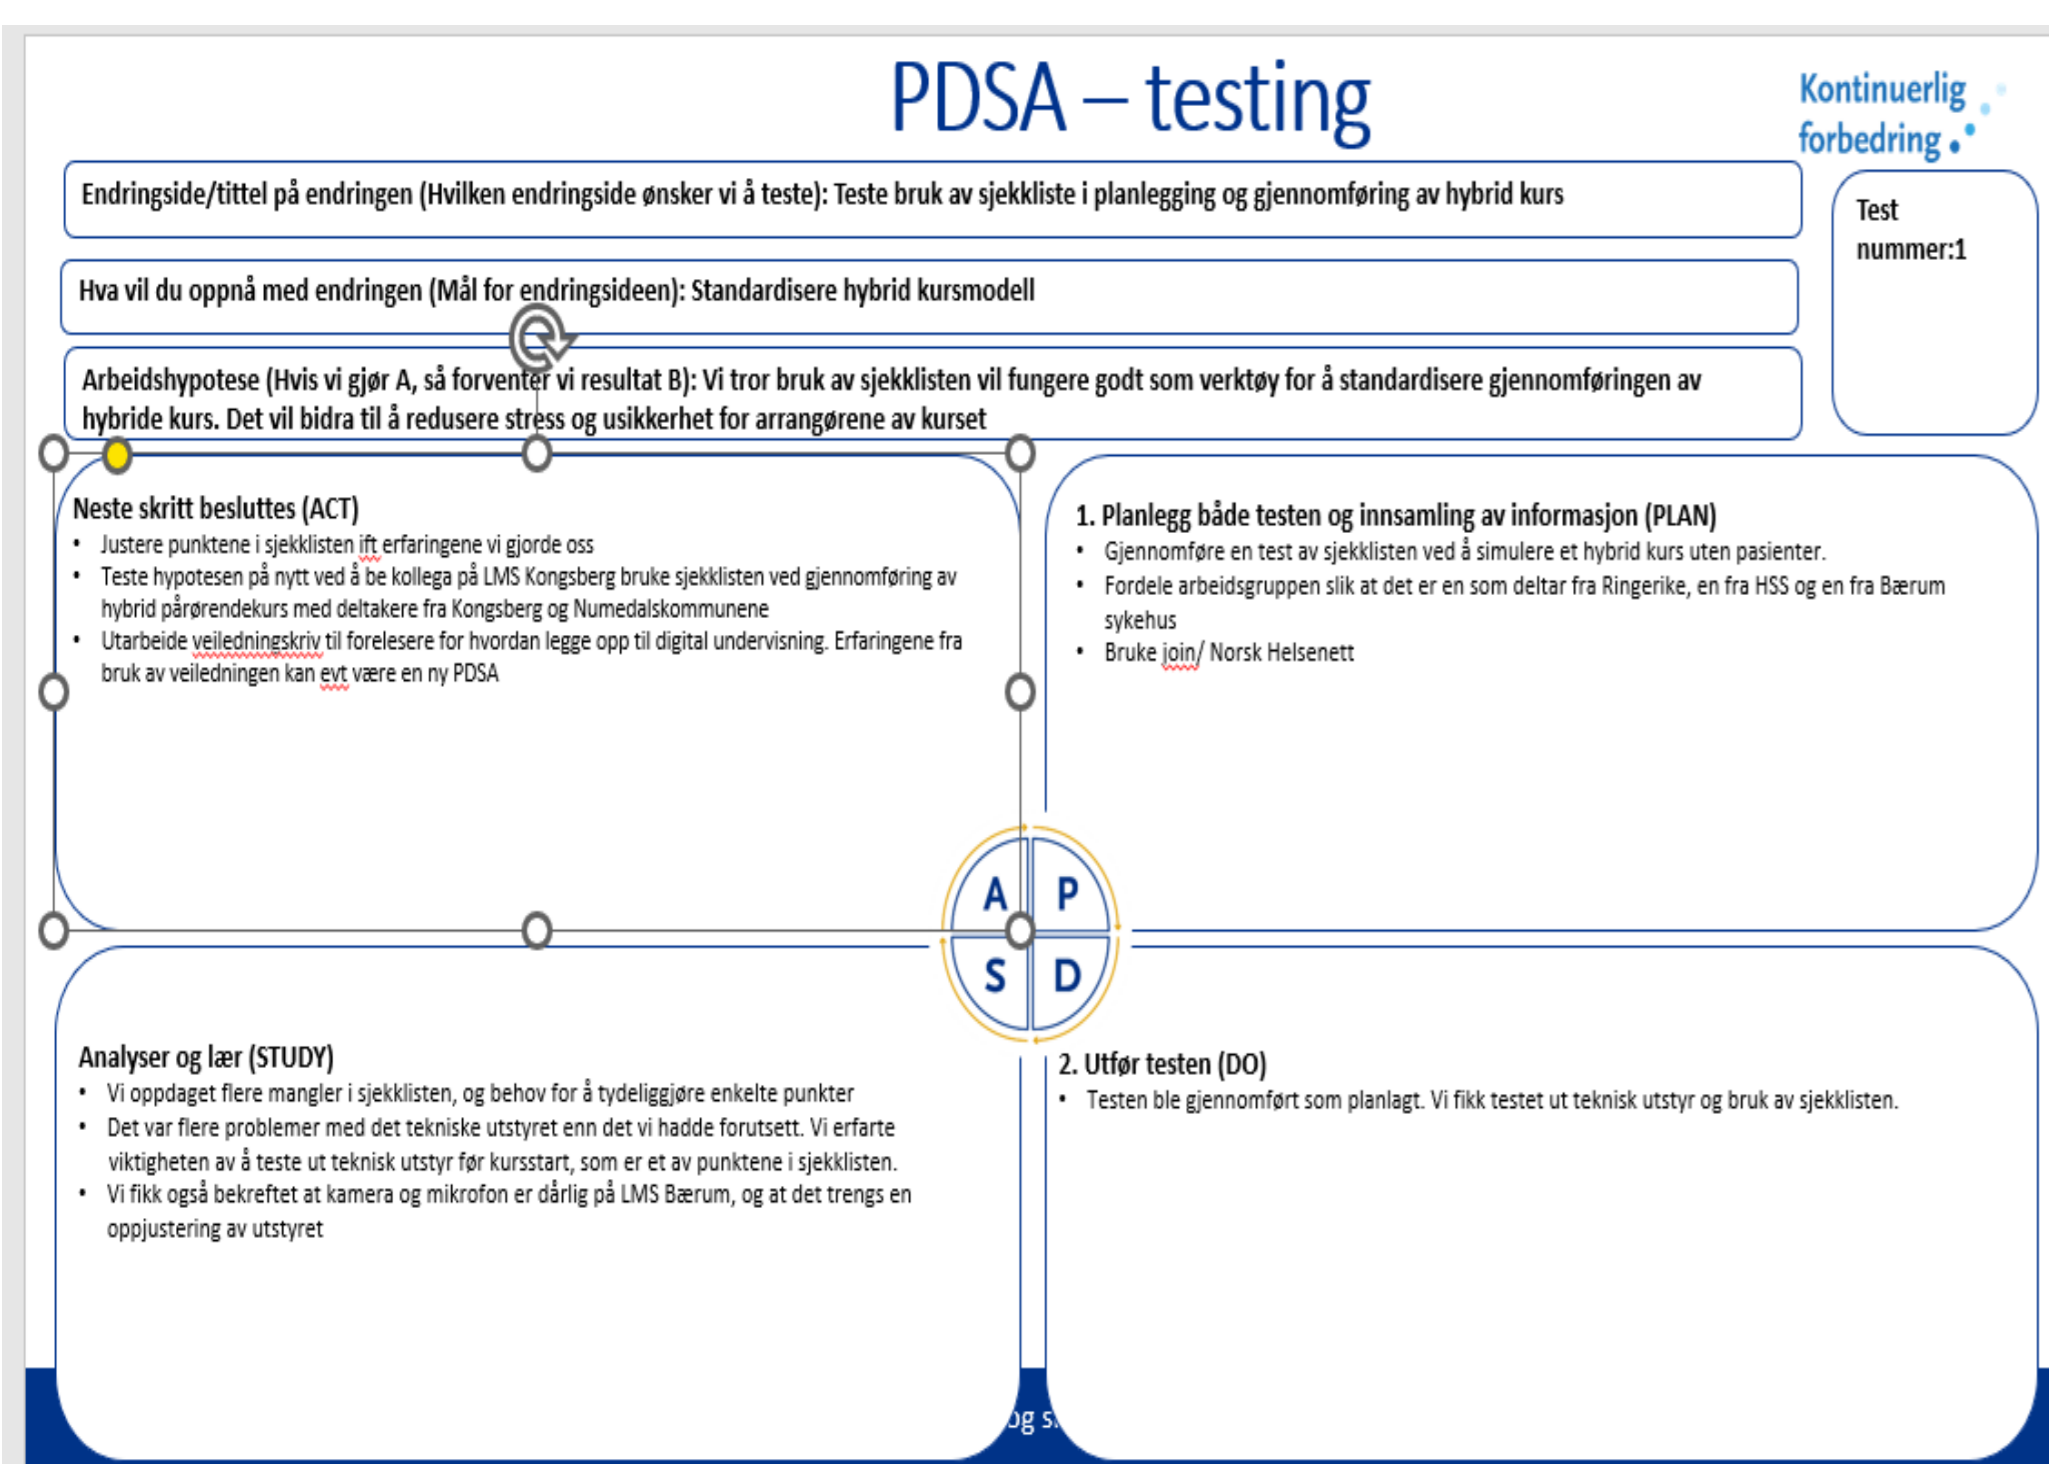 PDSA – testing
Kontinuerlig
forbedring
Endringside/tittel på endringen (Hvilken endringside ønsker vi å teste): Teste bruk av sjekkliste i planlegging og gjennomføring av hybrid kurs
Test
nummer:1
Hva vil du oppnå med endringen (Mål for endringsideen): Standardisere hybrid kursmodell
Arbeidshypotese (Hvis vi gjør A, så forventer vi resultat B): Vi tror bruk av sjekklisten vil fungere godt som verktøy for å standardisere gjennomføringen av
hybride kurs. Det vil bidra til å redusere stress og usikkerhet for arrangørene av kurset
Neste skritt besluttes (ACT)
• Justere punktene i sjekklisten ift erfaringene vi gjorde oss
• Teste hypotesen på nytt ved å be kollega på LMS Kongsberg bruke sjekklisten ved gjennomføring av
hybrid pårørendekurs med deltakere fra Kongsberg og Numedalskommunene
• Utarbeide veiledningskriv til forelesere for hvordan legge opp til digital undervisning. Erfaringene fra
bruk av veiledningen kan evt være en ny PDSA
1. Planlegg både testen og innsamling av informasjon (PLAN)
• Gjennomføre en test av sjekklisten ved å simulere et hybrid kurs uten pasienter.
• Fordele arbeidsgruppen slik at det er en som deltar fra Ringerike, en fra HSS og en fra Bærum
sykehus
• Bruke join/ Norsk Helsenett
A P
S D
Analyser og lær (STUDY)
• Vi oppdaget flere mangler i sjekklisten, og behov for å tydeliggjøre enkelte punkter
• Det var flere problemer med det tekniske utstyret enn det vi hadde forutsett. Vi erfarte
viktigheten av å teste ut teknisk utstyr før kursstart, som er et av punktene i sjekklisten.
• Vi fikk også bekreftet at kamera og mikrofon er dårlig på LMS Bærum, og at det trengs en
oppjustering av utstyret
2. Utfør testen (DO)
• Testen ble gjennomført som planlagt. Vi fikk testet ut teknisk utstyr og bruk av sjekklisten.
og